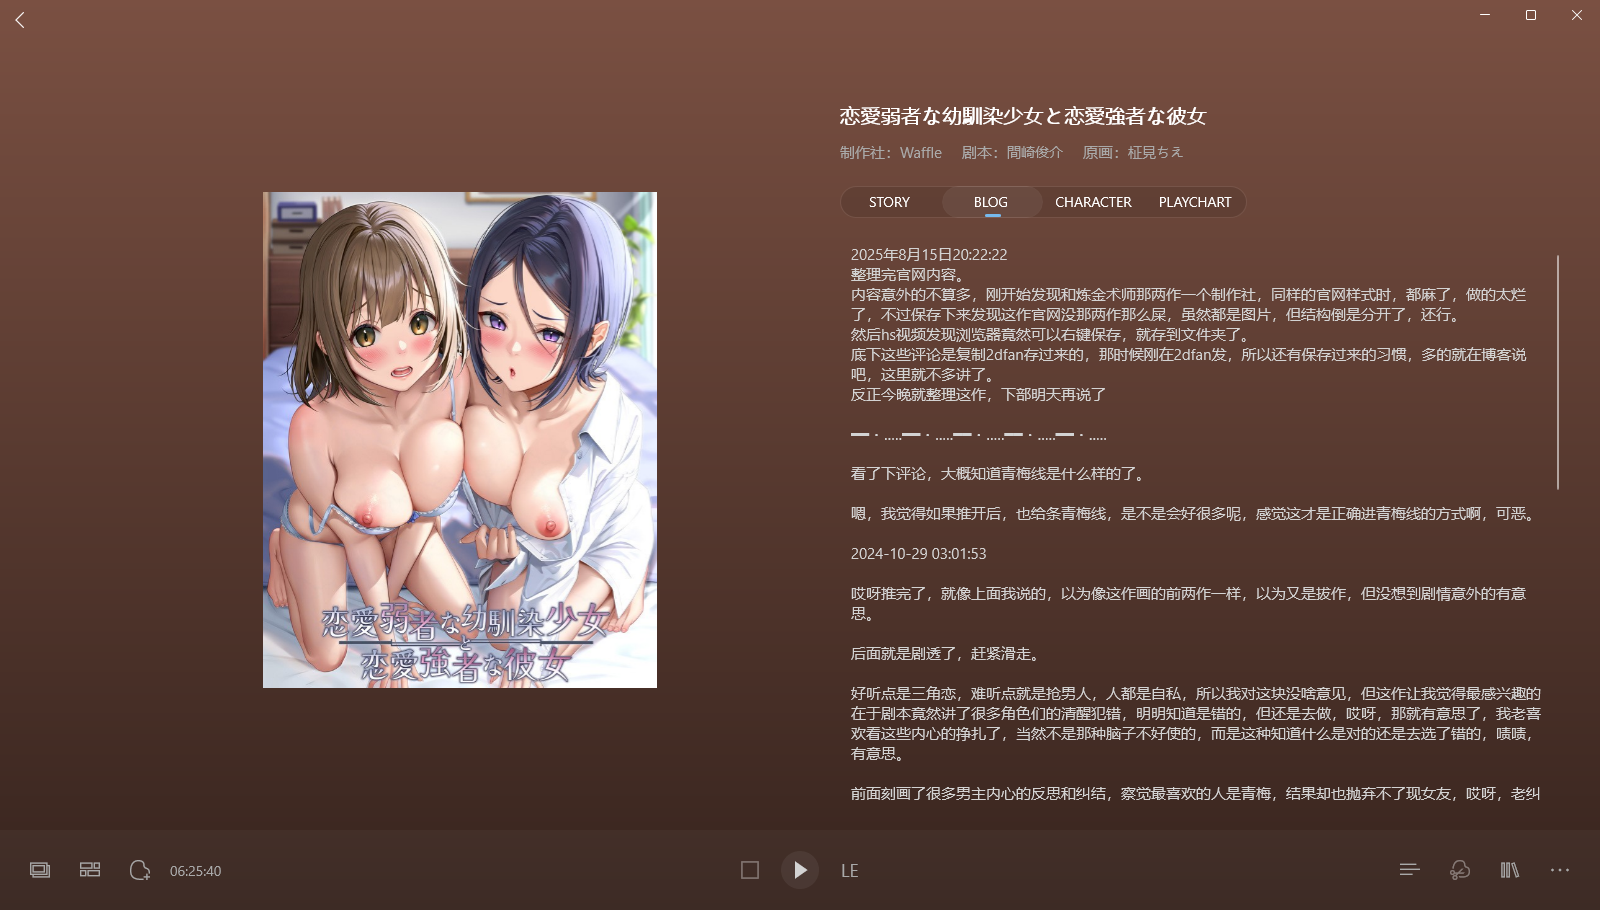 恋愛弱者な幼馴染少女と恋愛強者な彼女
制作社：Waffle 剧本：間崎俊介 原画：柾見ちえ
STORY BLOG CHARACTER PLAYCHART
2025年8月15日20:22:22
整理完官网内容。
内容意外的不算多，刚开始发现和炼金术师那两作一个制作社，同样的官网样式时，都麻了，做的太烂
了，不过保存下来发现这作官网没那两作那么屎，虽然都是图片，但结构倒是分开了，还行。
然后hs视频发现浏览器竟然可以右键保存，就存到文件夹了。
底下这些评论是复制2dfan存过来的，那时候刚在2dfan发，所以还有保存过来的习惯，多的就在博客说
吧，这里就不多讲了。
反正今晚就整理这作，下部明天再说了
━━ · .....━━ · .....━━ · .....━━ · .....━━ · .....
看了下评论，大概知道青梅线是什么样的了。
嗯，我觉得如果推开后，也给条青梅线，是不是会好很多呢，感觉这才是正确进青梅线的方式啊，可恶。
2024-10-29 03:01:53
哎呀推完了，就像上面我说的，以为像这作画的前两作一样，以为又是拔作，但没想到剧情意外的有意
思。
后面就是剧透了，赶紧滑走。
好听点是三角恋，难听点就是抢男人，人都是自私，所以我对这块没啥意见，但这作让我觉得最感兴趣的
在于剧本竟然讲了很多角色们的清醒犯错，明明知道是错的，但还是去做，哎呀，那就有意思了，我老喜
欢看这些内心的挣扎了，当然不是那种脑子不好使的，而是这种知道什么是对的还是去选了错的，啧啧，
有意思。
前面刻画了很多男主内心的反思和纠结，察觉最喜欢的人是青梅，结果却也抛弃不了现女友，哎呀，老纠
恋愛弱者な幼馴染少女
と
恋愛強者な彼女
06:25:40
LE